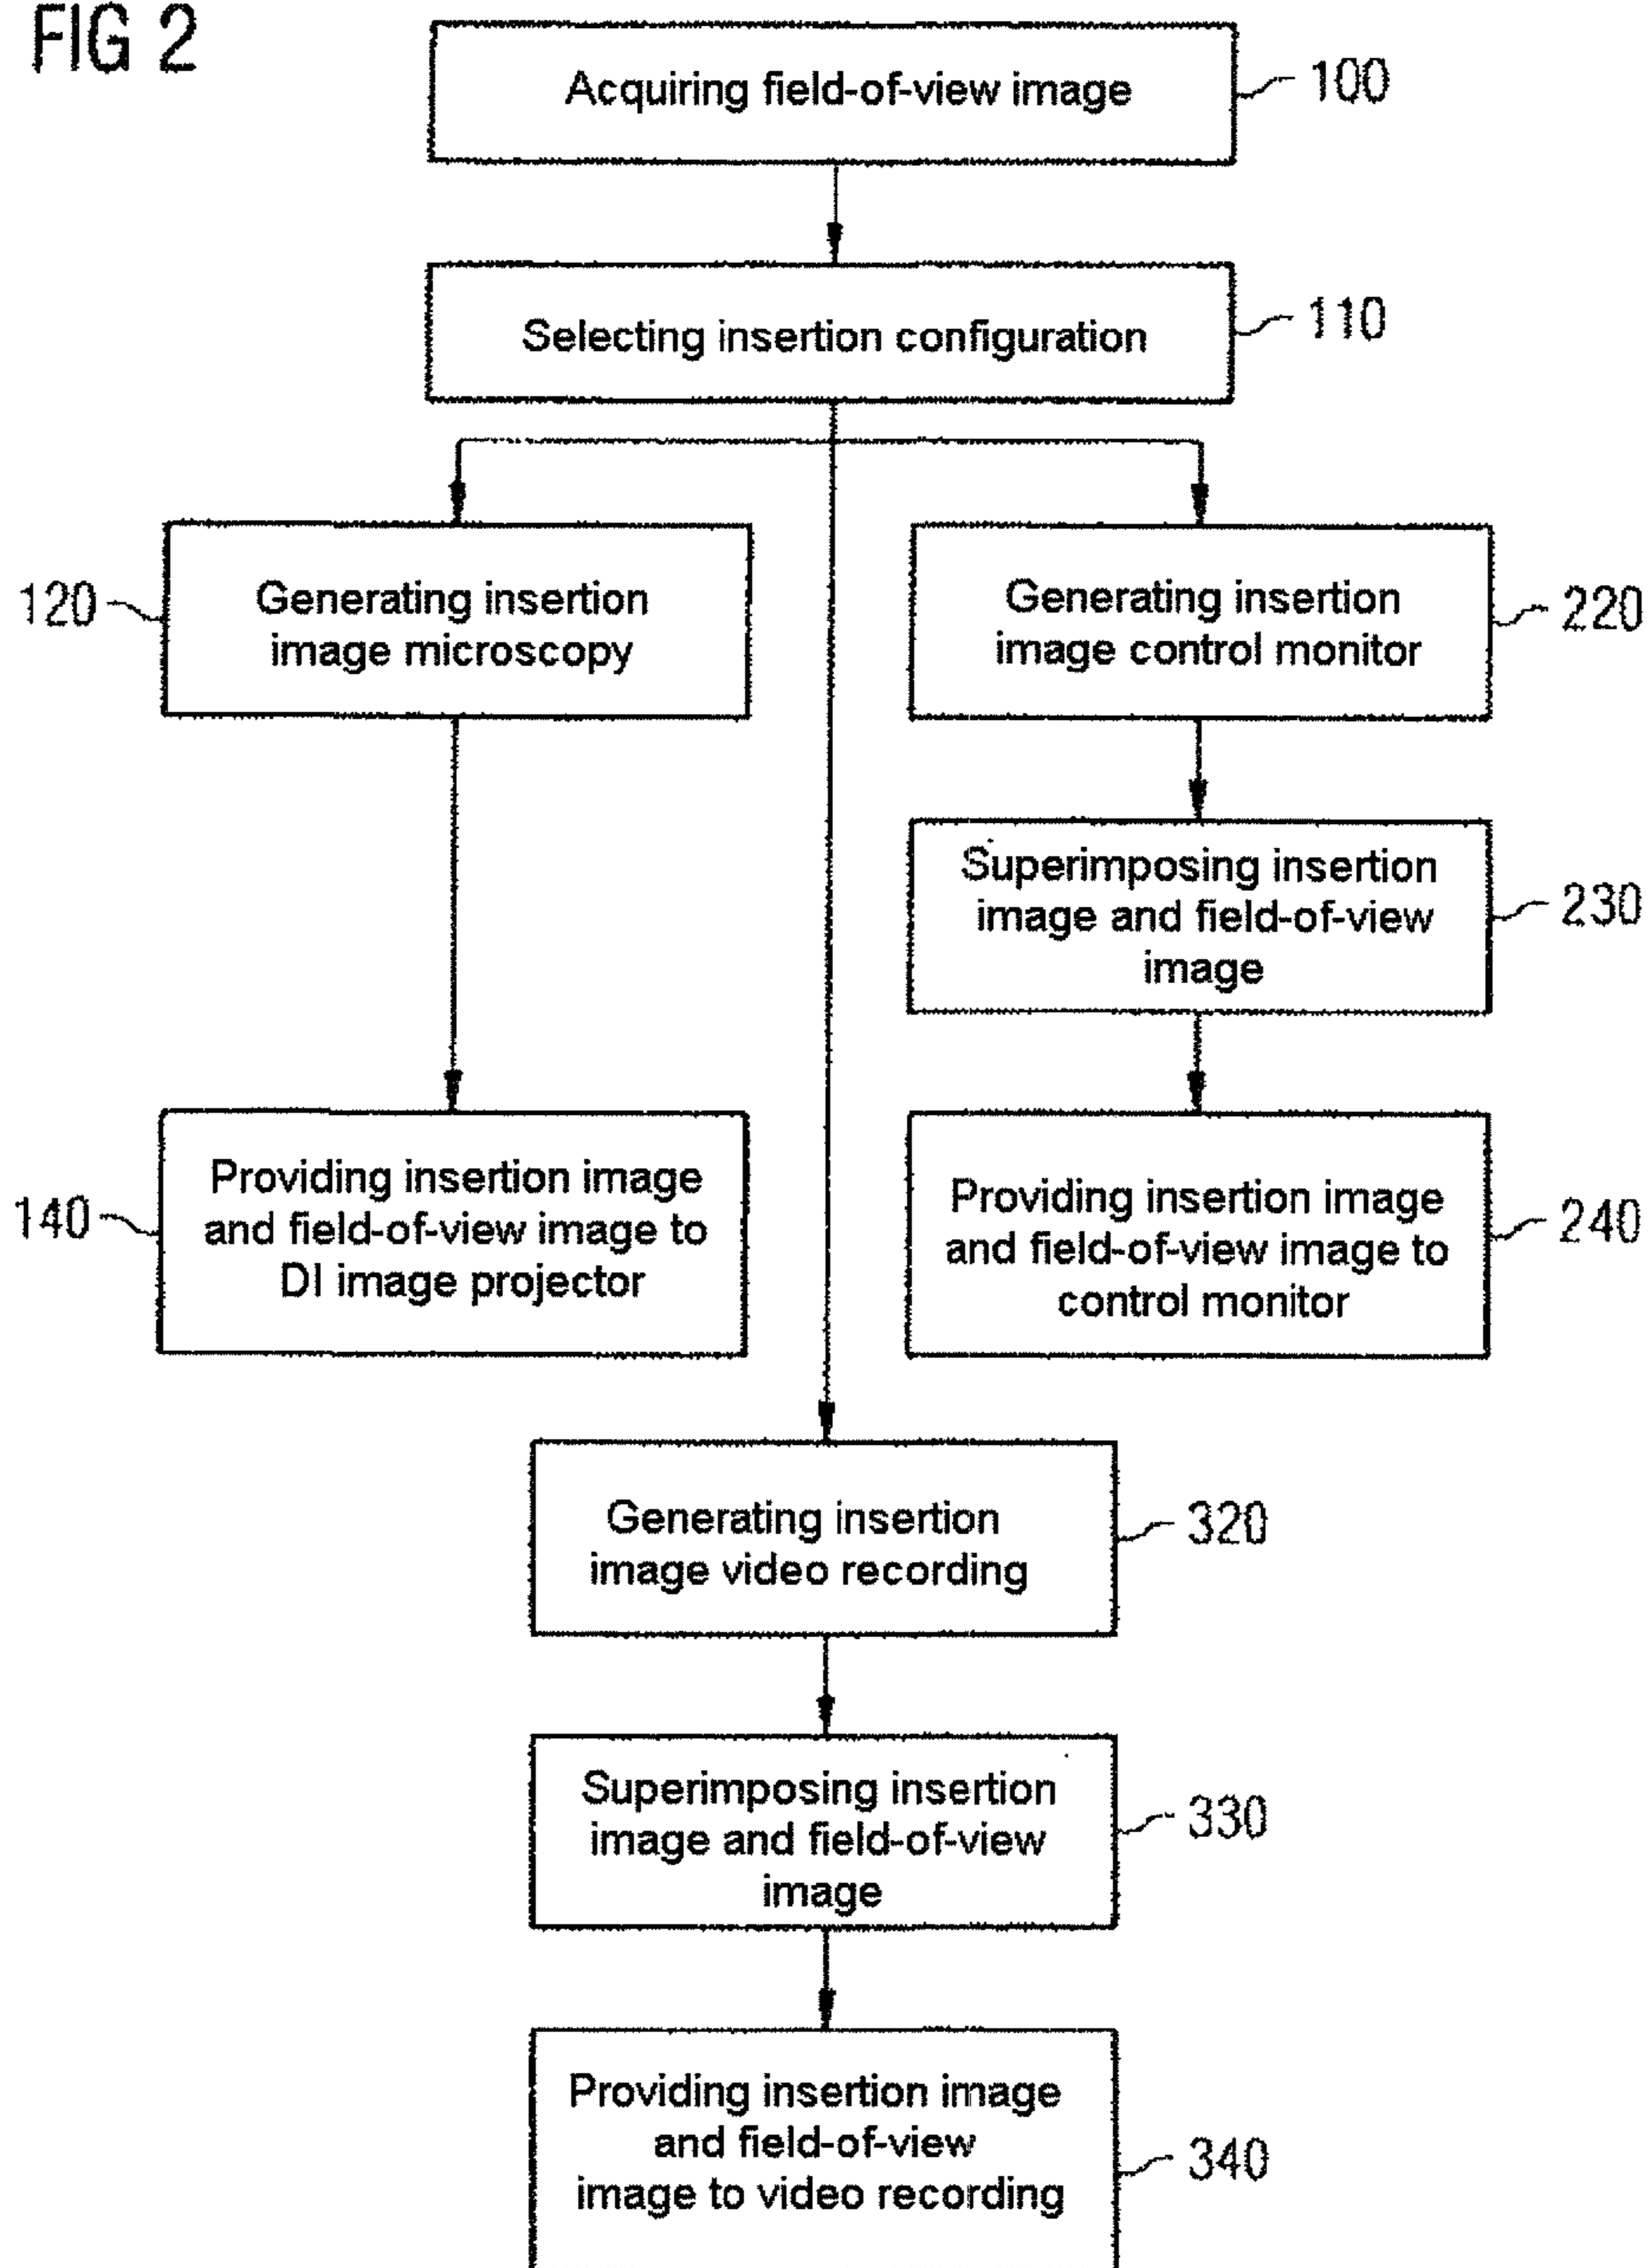 FIG 2
Acquiring field-of-view image
100
Selecting insertion configuration
110
120
Generating insertion
image microscopy
Generating insertion
image control monitor
220
Superimposing insertion
image and field-of-view
image
230
140
Providing insertion image
and field-of-view image to
DI image projector
Providing insertion image
and field-of-view image to
control monitor
240
Generating insertion
image video recording
320
Superimposing insertion
image and field-of-view
image
330
Providing insertion image
and field-of-view
image to video recording
340